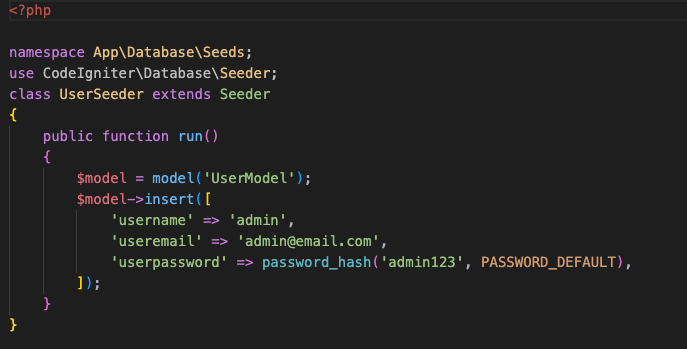 <?php
namespace App\Database\Seeds;
use CodeIgniter\Database\Seeder;
class UserSeeder extends Seeder
{
    public function run()
    {
        $model = model('UserModel');
        $model->insert([
            'username' => 'admin',
            'useremail' => 'admin@email.com',
            'userpassword' => password_hash('admin123', PASSWORD_DEFAULT),
        ]);
    }
}